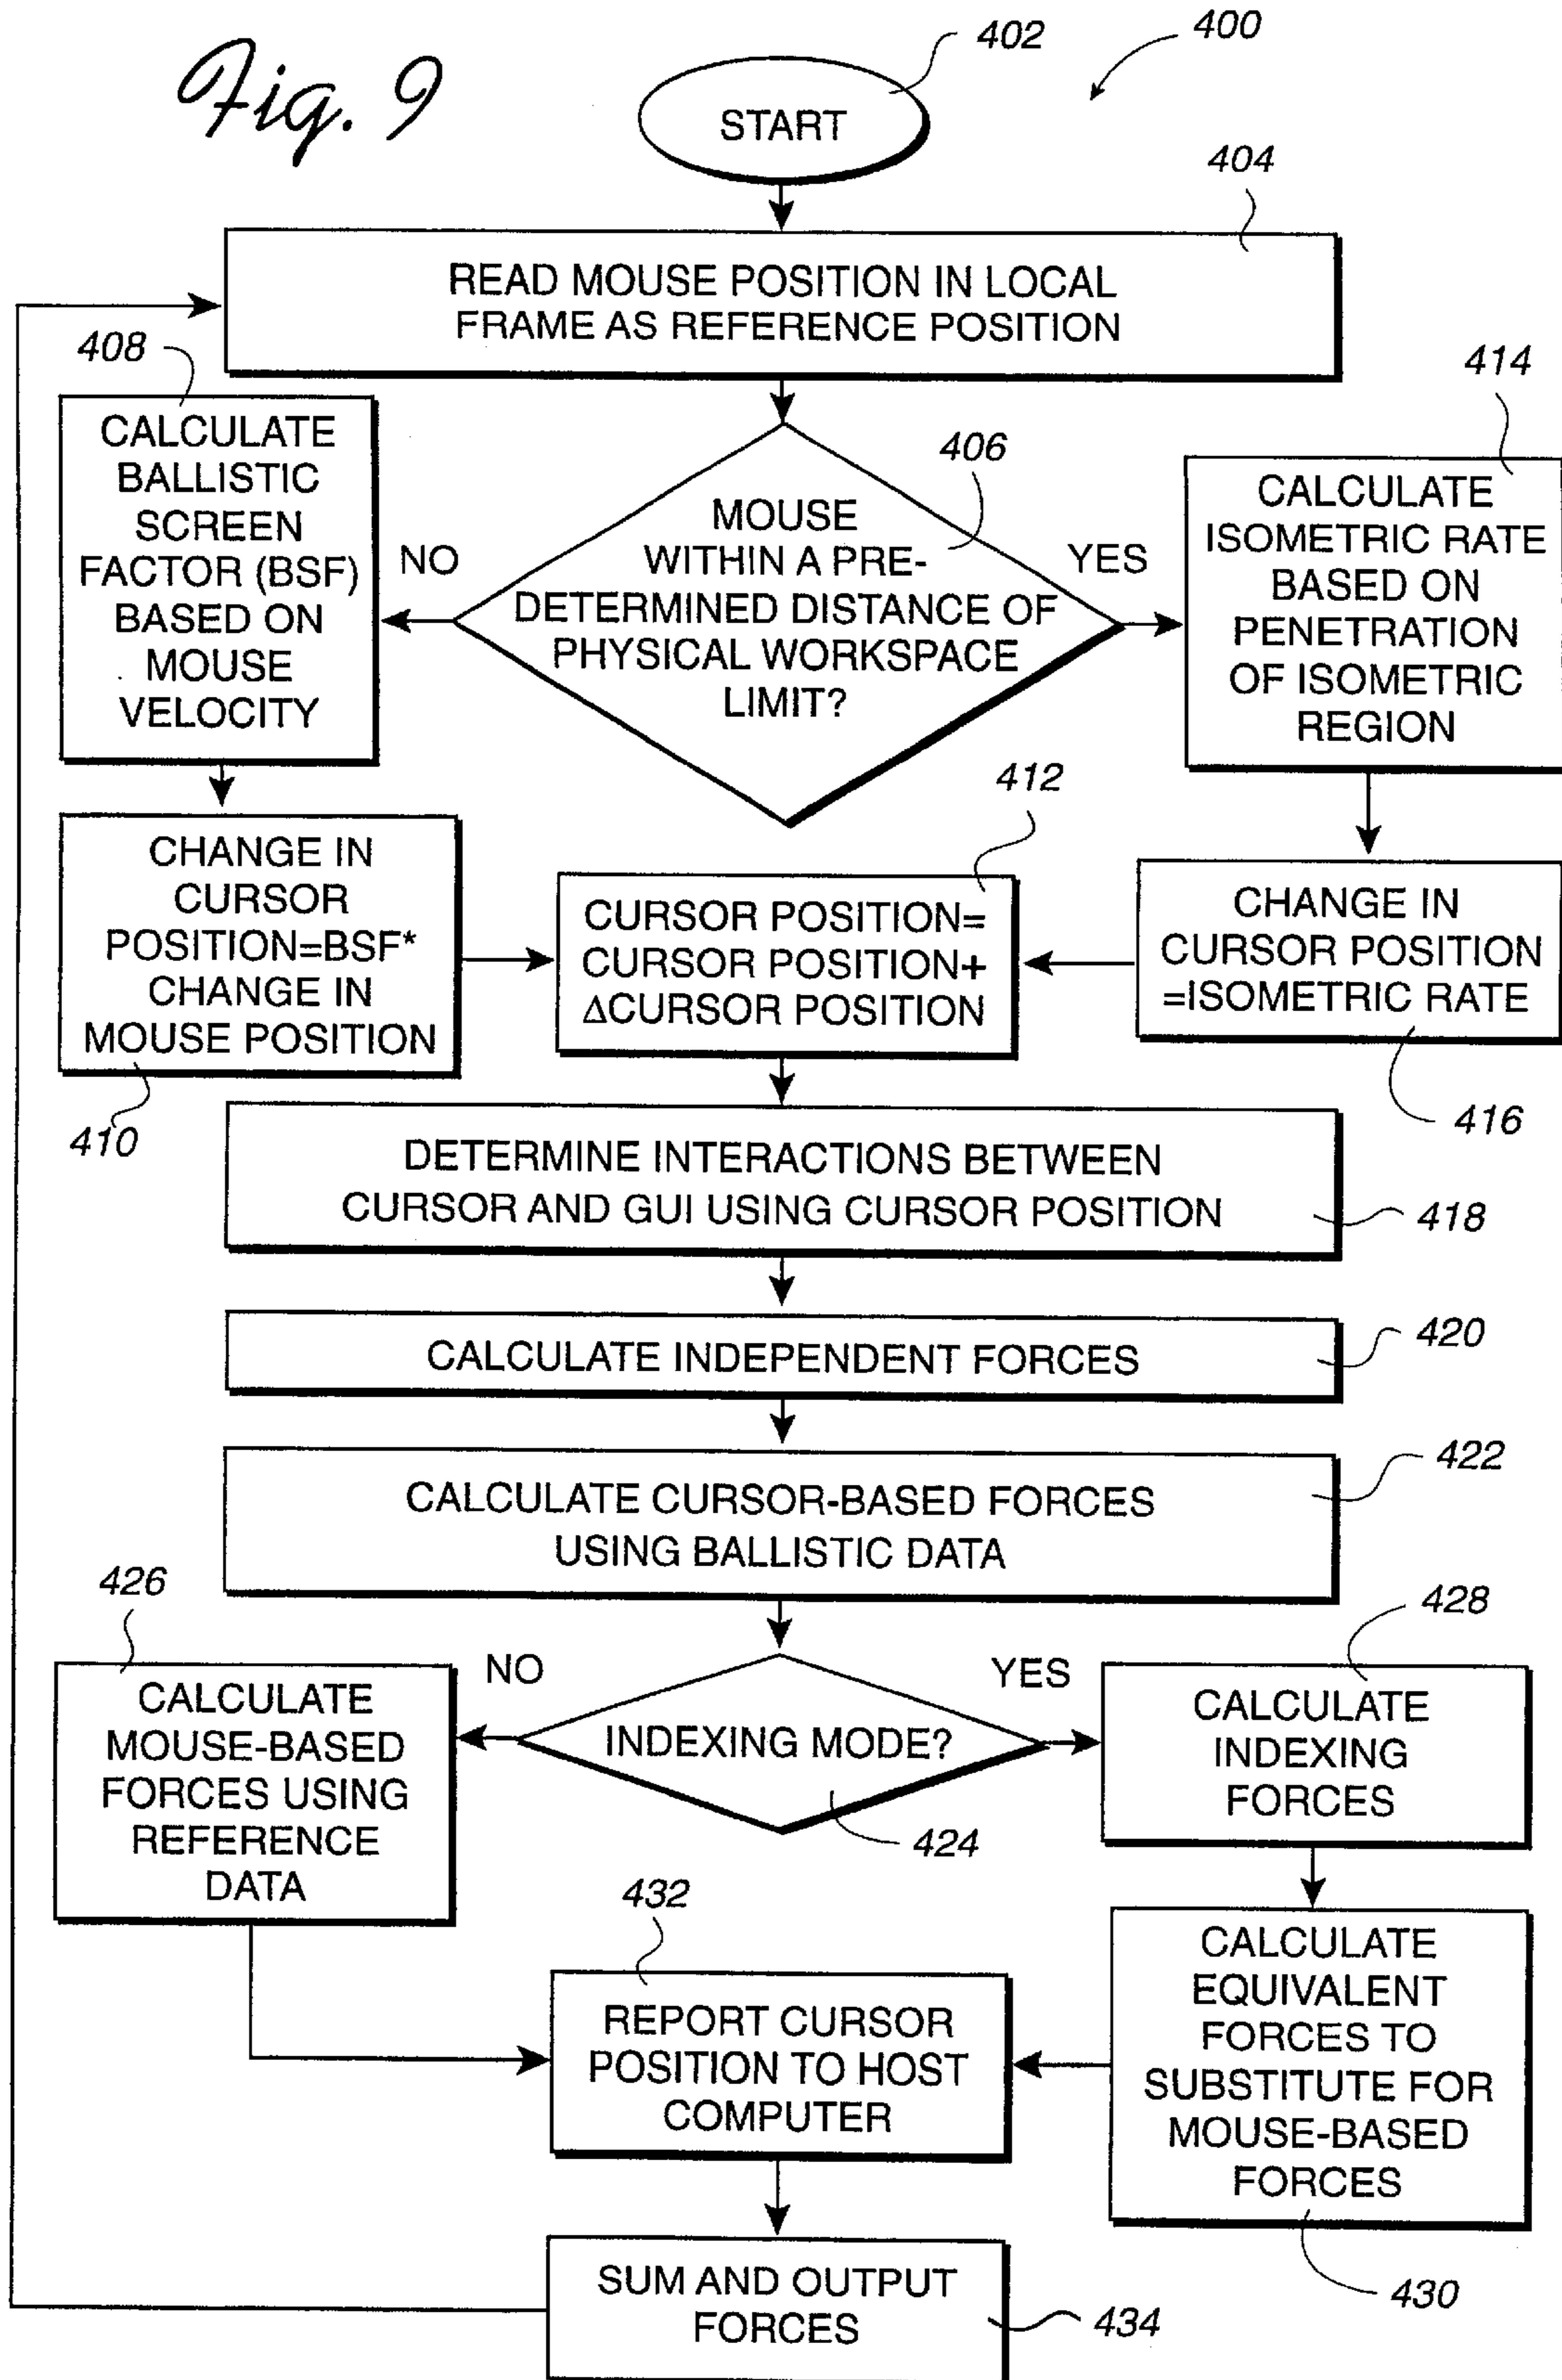 Fig. 9
402
400
START
404
READ MOUSE POSITION IN LOCAL
FRAME AS REFERENCE POSITION
408
CALCULATE
BALLISTIC
SCREEN
FACTOR (BSF)
BASED ON
MOUSE
VELOCITY
NO
406
MOUSE
WITHIN A PRE-
DETERMINED DISTANCE OF
PHYSICAL WORKSPACE
LIMIT?
YES
414
CALCULATE
ISOMETRIC RATE
BASED ON
PENETRATION
OF ISOMETRIC
REGION
CHANGE IN
CURSOR
POSITION=BSF*
CHANGE IN
MOUSE POSITION
410
412
CURSOR POSITION=
CURSOR POSITION+
ΔCURSOR POSITION
CHANGE IN
CURSOR POSITION
=ISOMETRIC RATE
416
DETERMINE INTERACTIONS BETWEEN
CURSOR AND GUI USING CURSOR POSITION
418
CALCULATE INDEPENDENT FORCES
420
CALCULATE CURSOR-BASED FORCES
USING BALLISTIC DATA
422
426
CALCULATE
MOUSE-BASED
FORCES USING
REFERENCE
DATA
NO
INDEXING MODE?
YES
424
428
CALCULATE
INDEXING
FORCES
432
REPORT CURSOR
POSITION TO HOST
COMPUTER
CALCULATE
EQUIVALENT
FORCES TO
SUBSTITUTE FOR
MOUSE-BASED
FORCES
430
SUM AND OUTPUT
FORCES
434